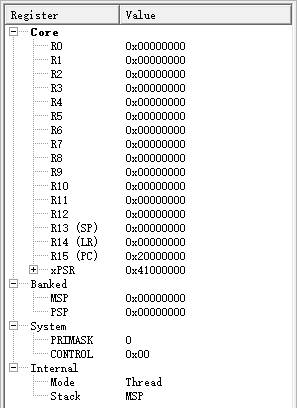 Register Value
Core
R0 0x00000000
R1 0x00000000
R2 0x00000000
R3 0x00000000
R4 0x00000000
R5 0x00000000
R6 0x00000000
R7 0x00000000
R8 0x00000000
R9 0x00000000
R10 0x00000000
R11 0x00000000
R12 0x00000000
R13 (SP) 0x00000000
R14 (LR) 0x00000000
R15 (PC) 0x20000000
xPSR 0x41000000
Banked
MSP 0x00000000
PSP 0x00000000
System
PRIMASK 0
CONTROL 0x00
Internal
Mode Thread
Stack MSP